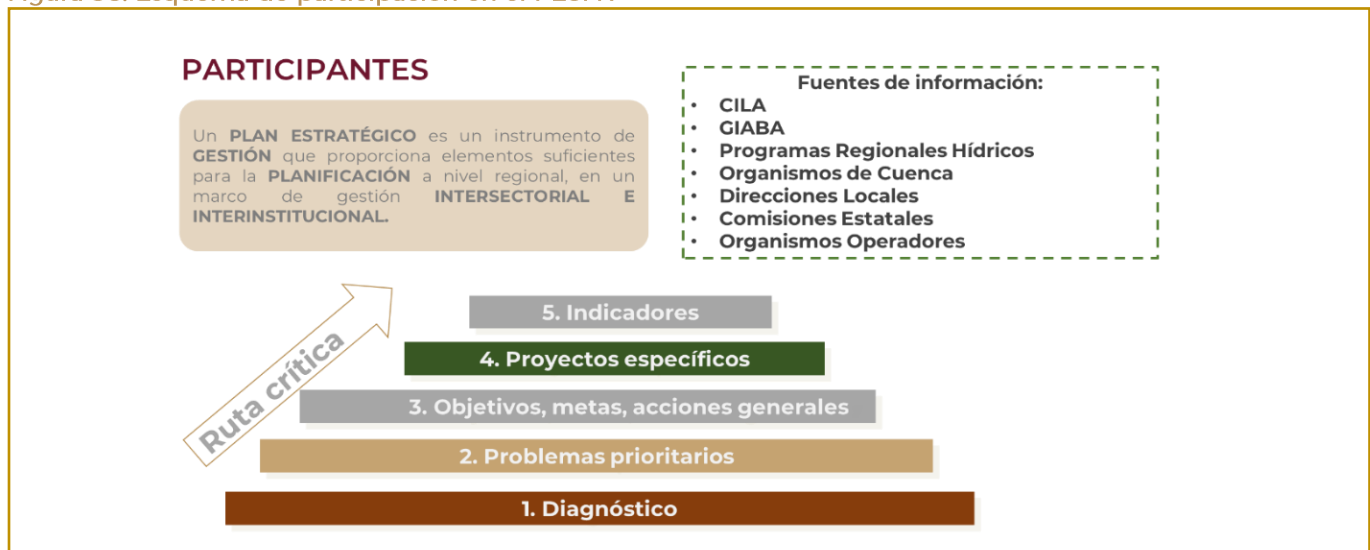 PARTICIPANTES
Un PLAN ESTRATÉGICO es un instrumento de
GESTIÓN que proporciona elementos suficientes
para la PLANIFICACIÓN a nivel regional, en un
marco de gestión INTERSECTORIAL E
INTERINSTITUCIONAL.
Fuentes de información:
• CILA
• GIABA
• Programas Regionales Hídricos
• Organismos de Cuenca
• Direcciones Locales
• Comisiones Estatales
• Organismos Operadores
Ruta crítica
5. Indicadores
4. Proyectos específicos
3. Objetivos, metas, acciones generales
2. Problemas prioritarios
1. Diagnóstico